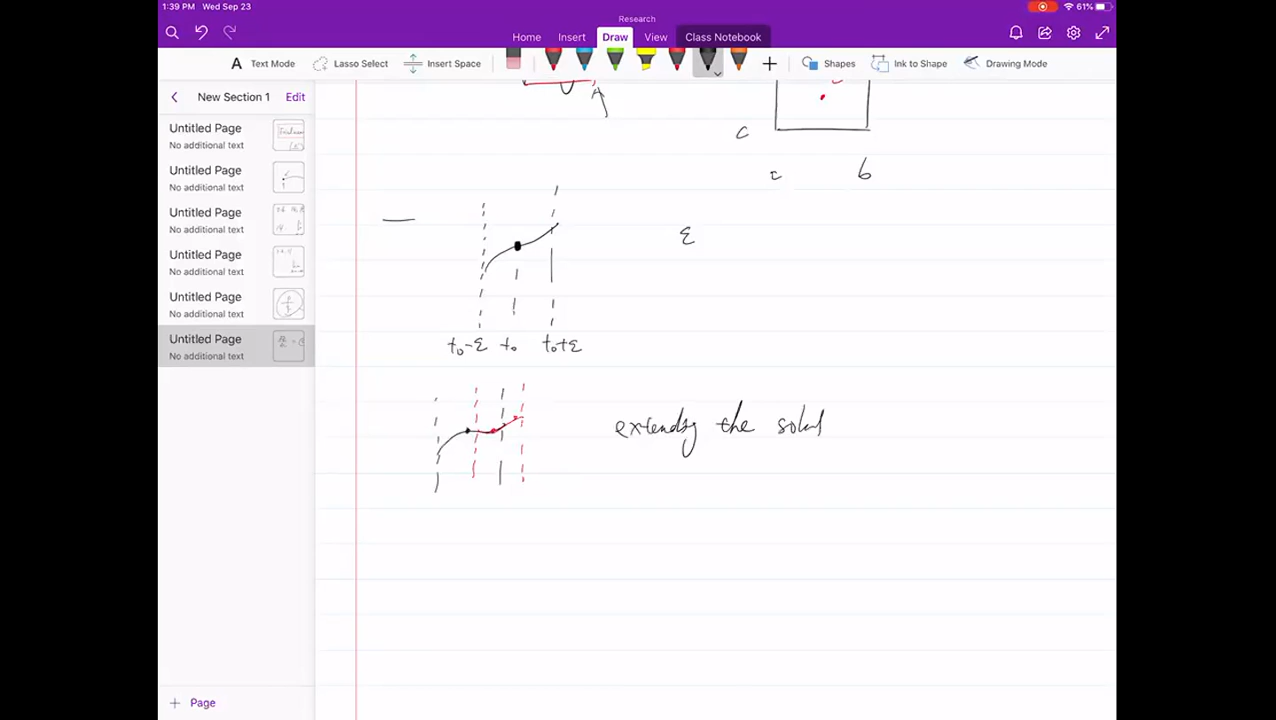 1:39 PM Wed Sep 23
61%
Research
Home Insert Draw View Class Notebook
Text Mode Lasso Select Insert Space Shapes Ink to Shape Drawing Mode
New Section 1 Edit
Untitled Page
No additional text
Untitled Page
No additional text
Untitled Page
No additional text
Untitled Page
No additional text
Untitled Page
No additional text
Untitled Page
No additional text
Page
c
b
ε
t₀-ε t₀ t₀+ε
extending the solut